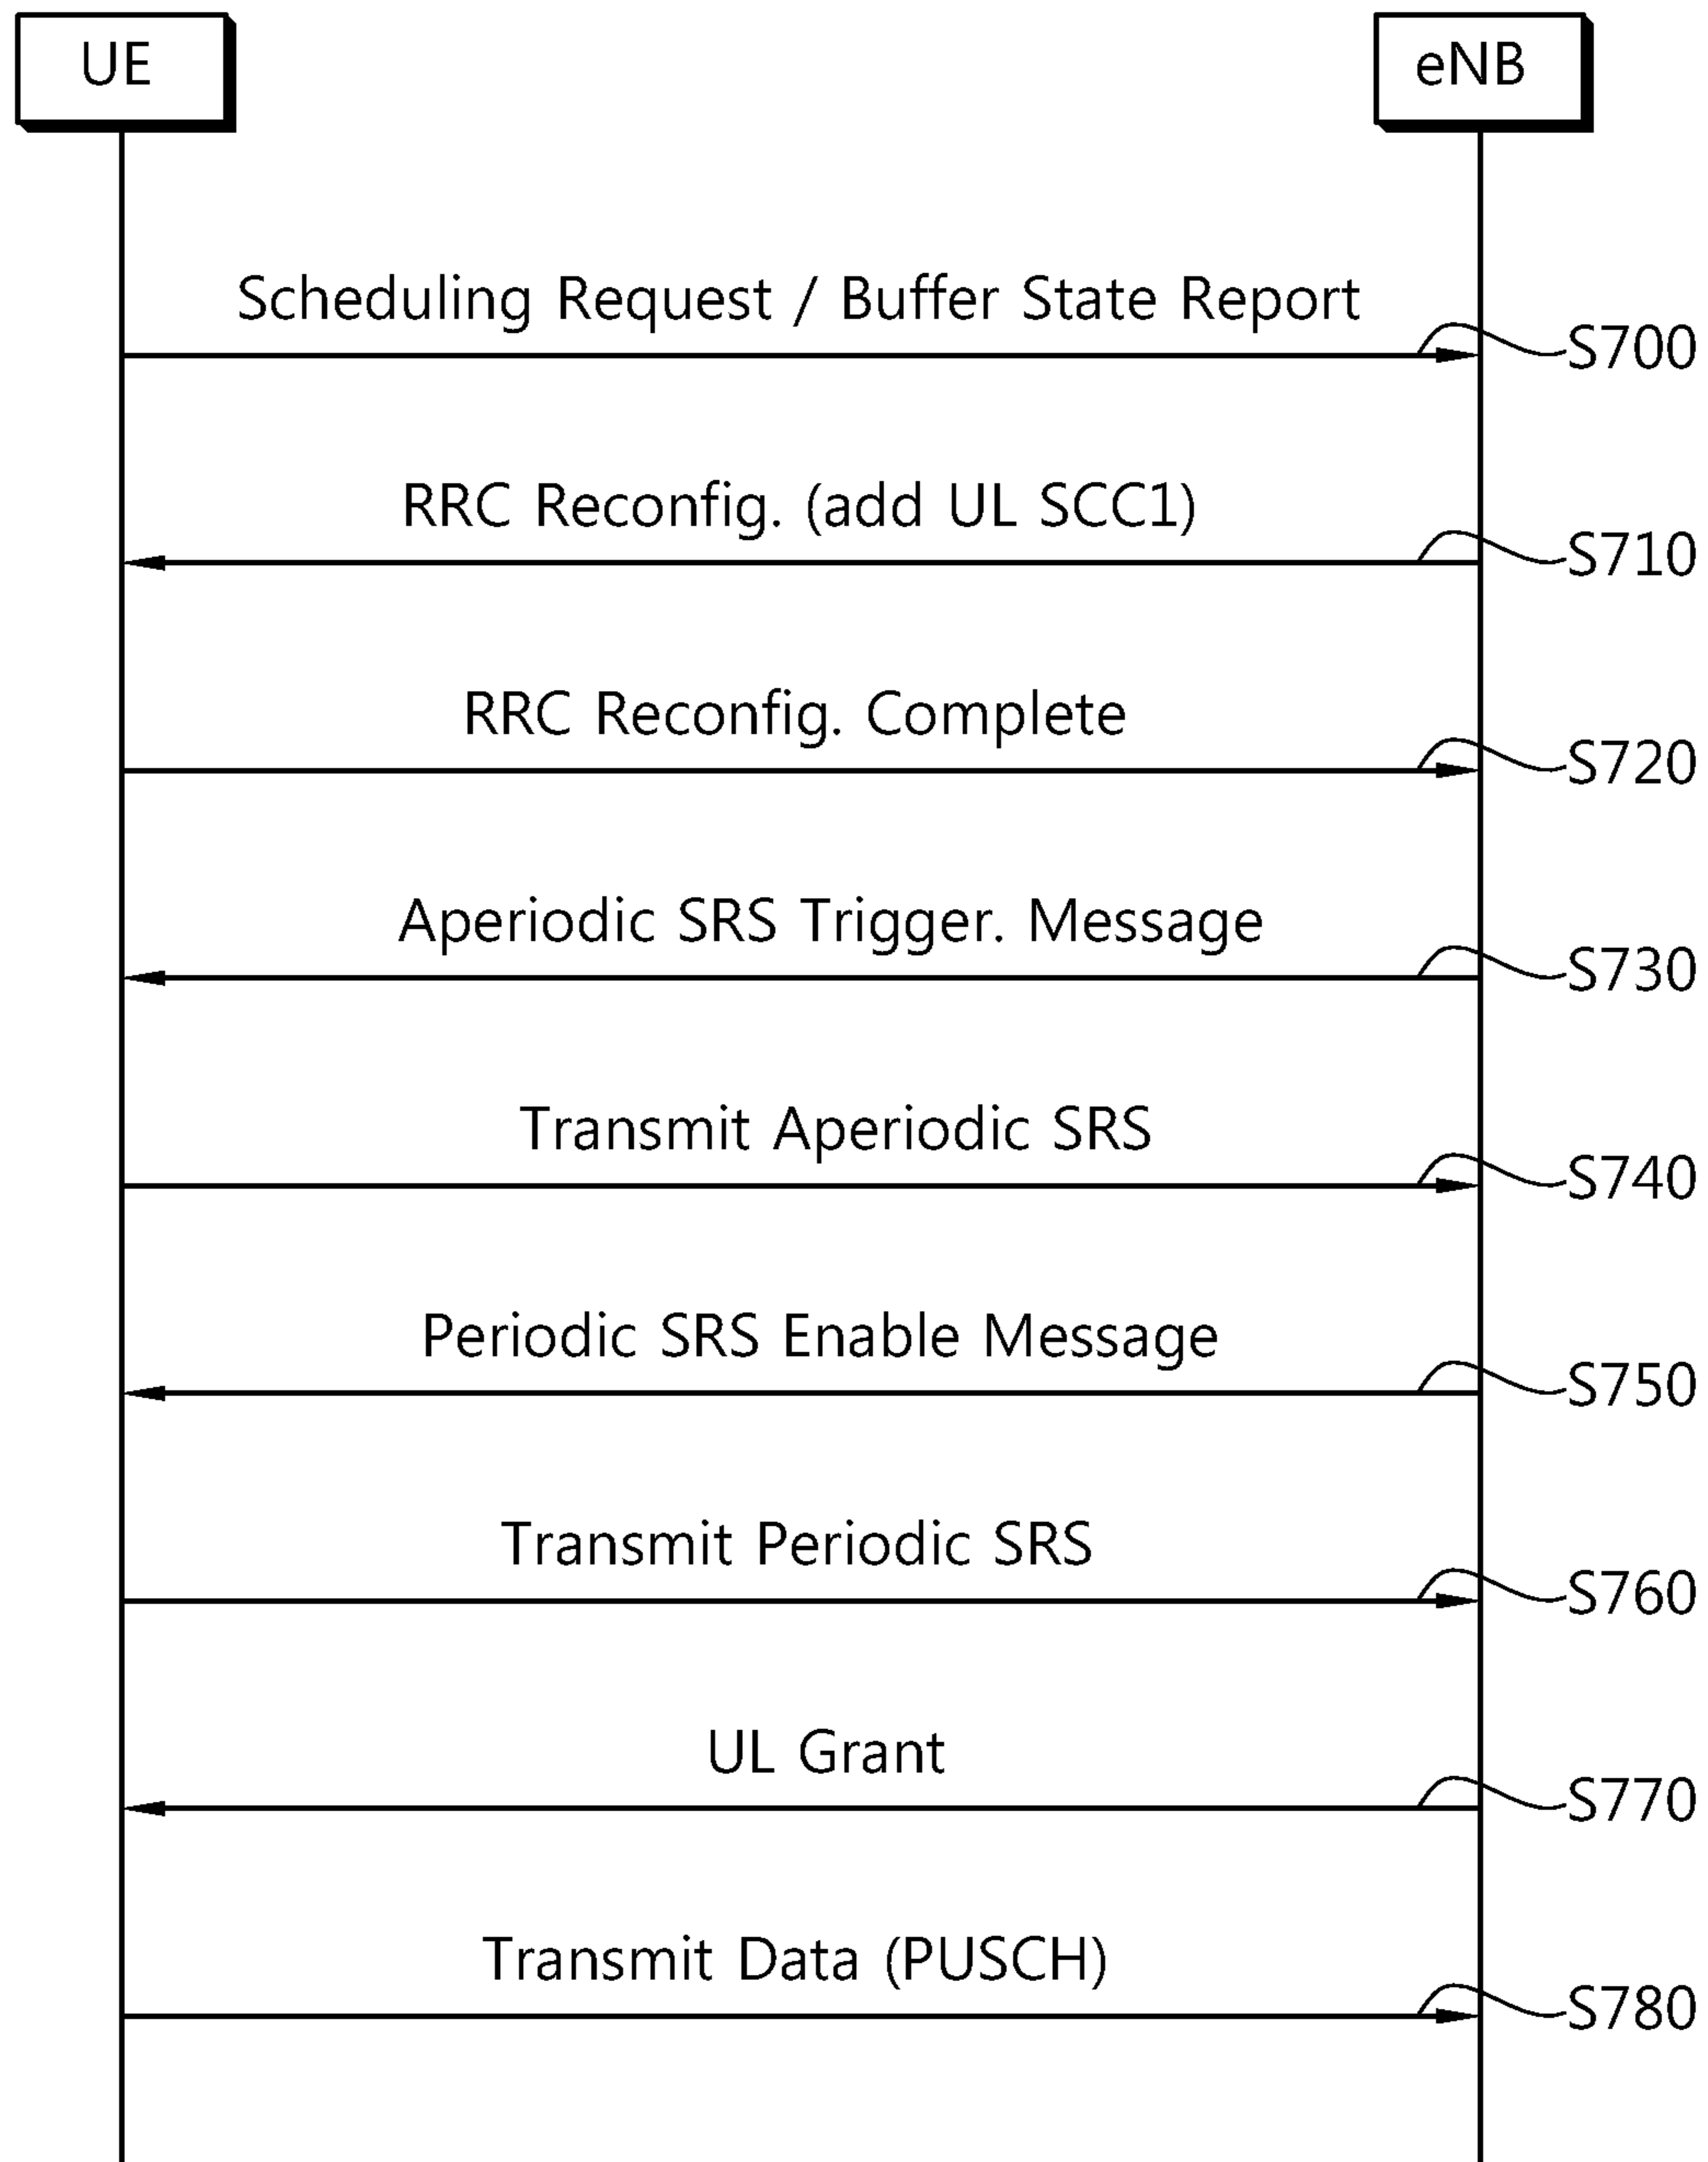 UE
eNB
Scheduling Request / Buffer State Report
S700
RRC Reconfig. (add UL SCC1)
S710
RRC Reconfig. Complete
S720
Aperiodic SRS Trigger. Message
S730
Transmit Aperiodic SRS
S740
Periodic SRS Enable Message
S750
Transmit Periodic SRS
S760
UL Grant
S770
Transmit Data (PUSCH)
S780